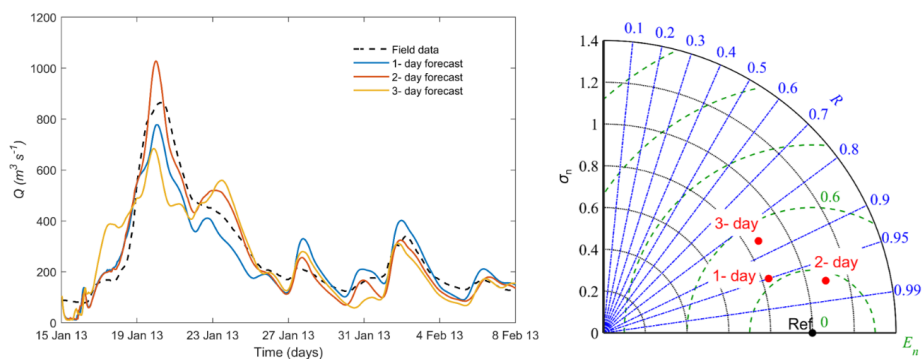 1200
1000
800
600
400
200
0
Q (m³ s⁻¹)
Field data
1- day forecast
2- day forecast
3- day forecast
15 Jan 13 19 Jan 13 23 Jan 13 27 Jan 13 31 Jan 13 4 Feb 13 8 Feb 13
Time (days)
1.4
1.2
1
0.8
0.6
0.4
0.2
0
σn
0.1
0.2
0.3
0.4
0.5
0.6
0.7
0.8
0.9
0.95
0.99
R
0.6
3- day
1- day
2- day
Ref
0
En